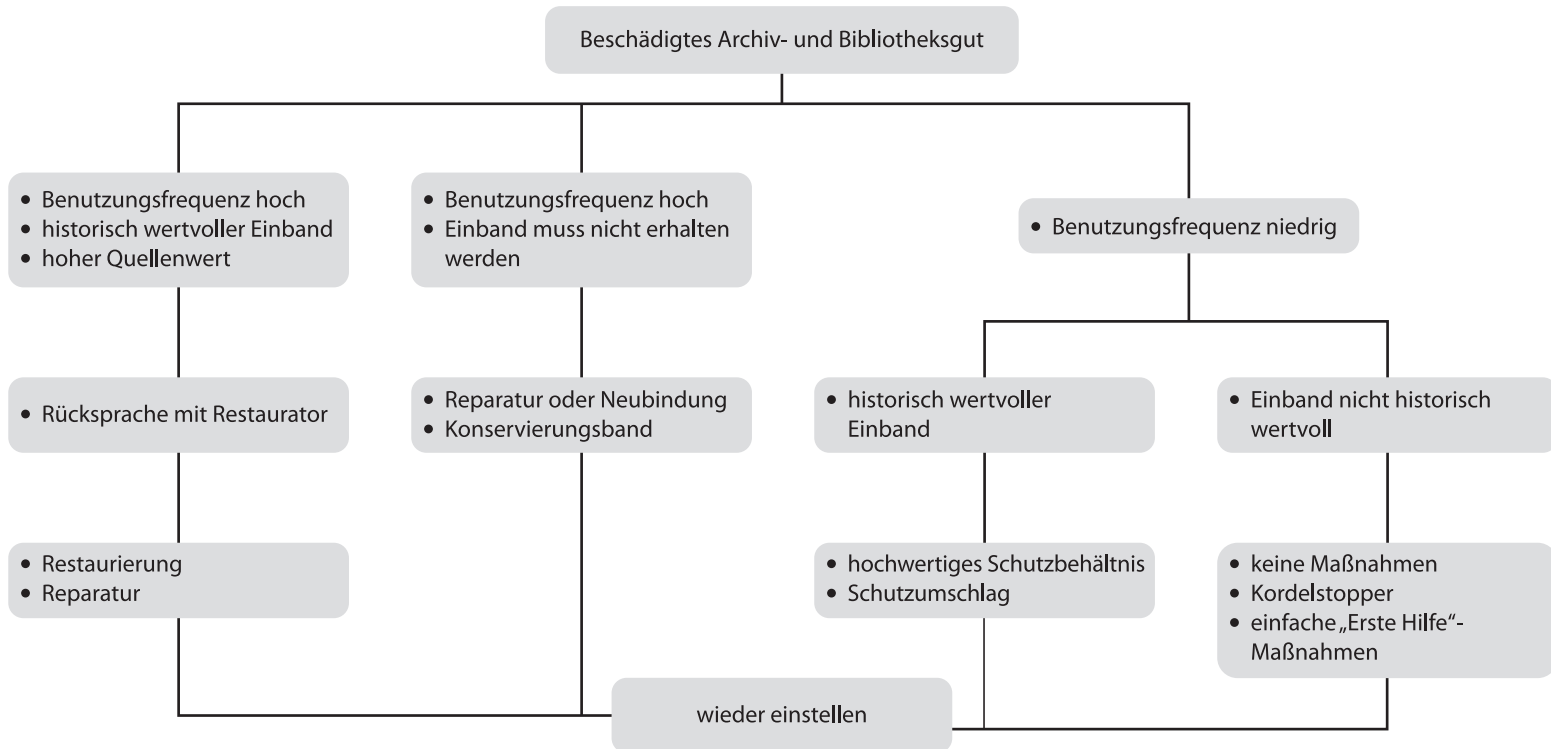 Beschädigtes Archiv- und Bibliotheksgut
• Benutzungsfrequenz hoch
• historisch wertvoller Einband
• hoher Quellenwert
• Benutzungsfrequenz hoch
• Einband muss nicht erhalten
werden
• Benutzungsfrequenz niedrig
• Rücksprache mit Restaurator
• Reparatur oder Neubindung
• Konservierungsband
• historisch wertvoller
Einband
• Einband nicht historisch
wertvoll
• Restaurierung
• Reparatur
• hochwertiges Schutzbehältnis
• Schutzumschlag
• keine Maßnahmen
• Kordelstopper
• einfache „Erste Hilfe“-
Maßnahmen
wieder einstellen